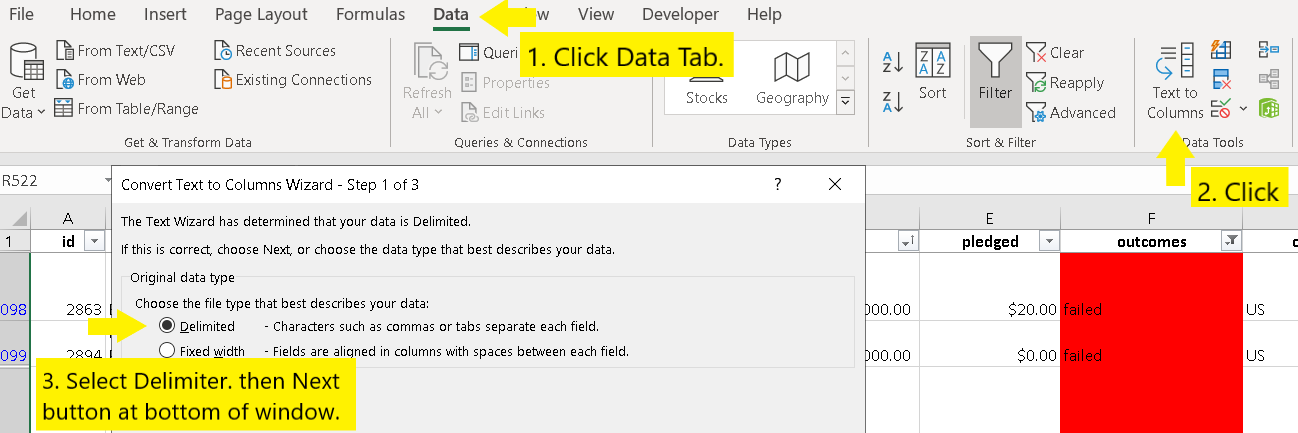 File Home Insert Page Layout Formulas Data View Developer Help
1. Click Data Tab.
From Text/CSV Recent Sources
From Web Existing Connections
From Table/Range
Get
Data
Refresh
All
Queri
Properties
Edit Links
Stocks Geography
Sort
Filter
Clear
Reapply
Advanced
Text to
Columns
Get & Transform Data Queries & Connections Data Types Sort & Filter Data Tools
2. Click
R522
Convert Text to Columns Wizard - Step 1 of 3 ?
The Text Wizard has determined that your data is Delimited.
If this is correct, choose Next, or choose the data type that best describes your data.
Original data type
Choose the file type that best describes your data:
Delimited - Characters such as commas or tabs separate each field.
Fixed width - Fields are aligned in columns with spaces between each field.
3. Select Delimiter. then Next
button at bottom of window.
A E F
1 id pledged outcomes
098 2863 000.00 $20.00 failed US
099 2894 000.00 $0.00 failed US